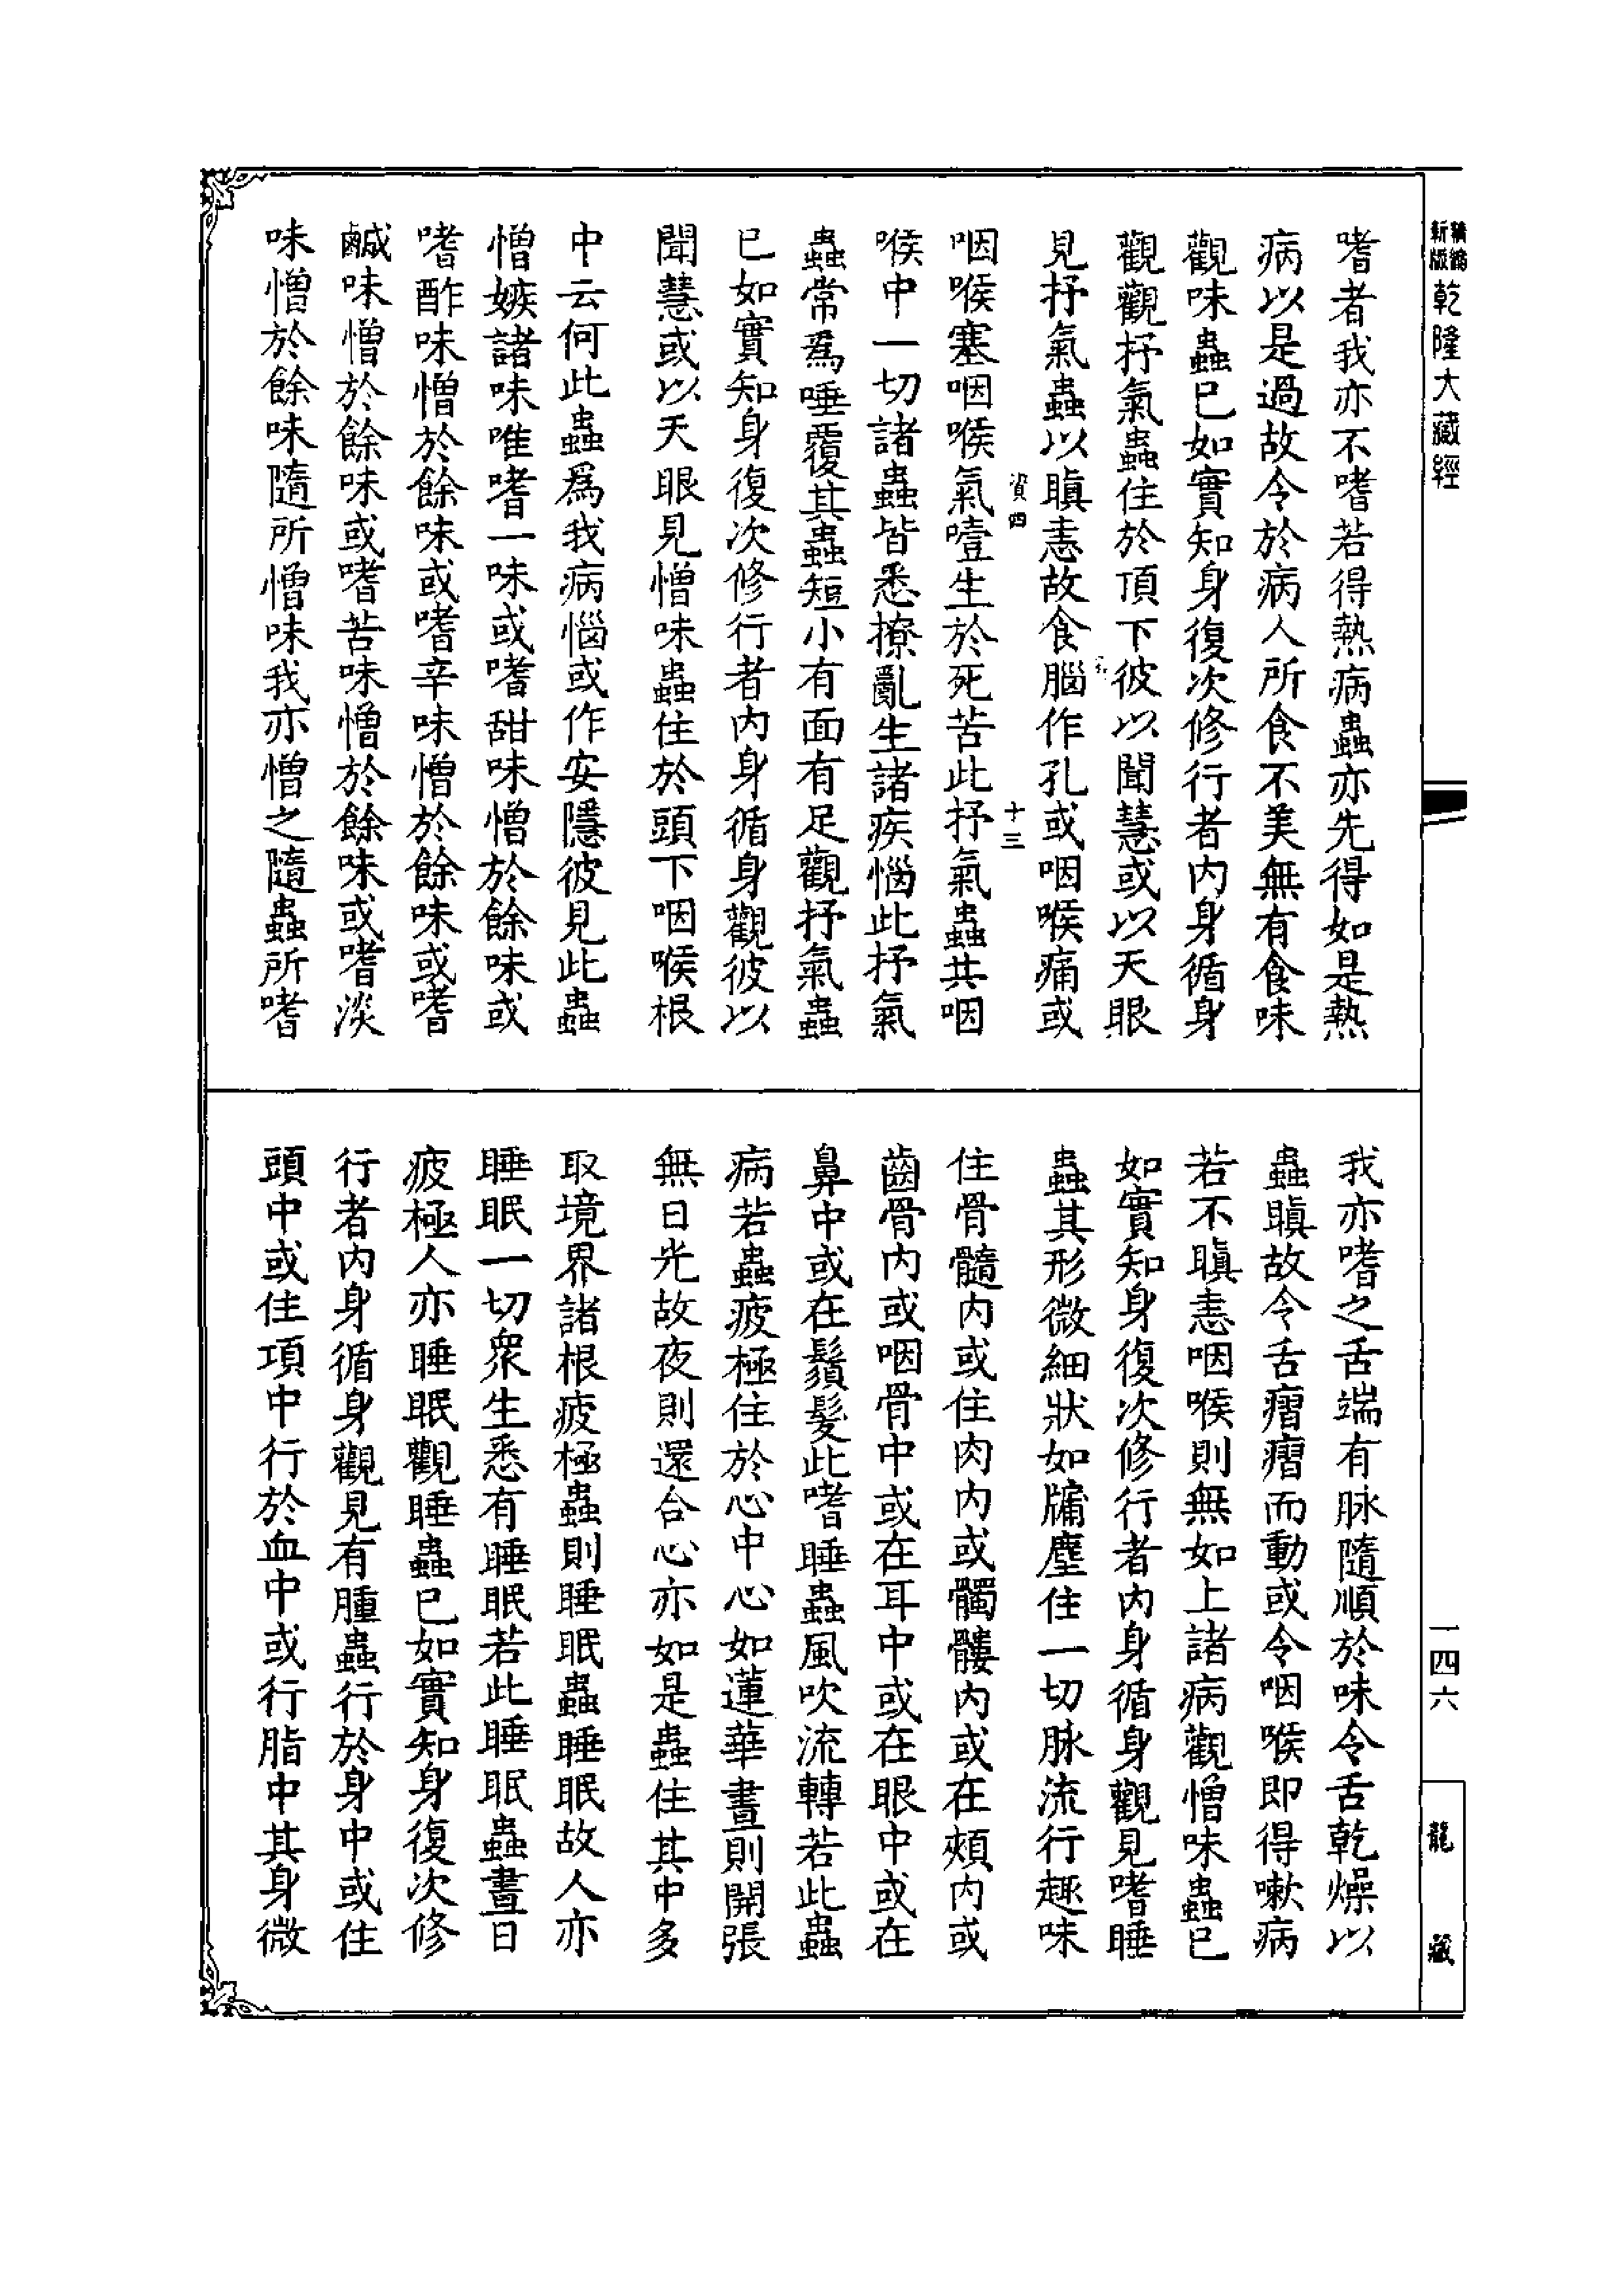 新版精縮乾隆大藏經
嗜者我亦不嗜若得熱病蟲亦先得如是熱
病以是過故令於病人所食不美無有食味
觀味蟲已如實知身復次修行者內身循身
觀觀抒氣蟲住於頂下彼以聞慧或以天眼
見抒氣蟲以瞋恚故食腦作孔或咽喉痛或
資四
十三
咽喉塞咽喉氣噎生於死苦此抒氣蟲共咽
喉中一切諸蟲皆悉撩亂生諸疾惱此抒氣
蟲常爲唾覆其蟲短小有面有足觀抒氣蟲
已如實知身復次修行者內身循身觀彼以
聞慧或以天眼見憎味蟲住於頭下咽喉根
中云何此蟲爲我病惱或作安隱彼見此蟲
憎嫉諸味唯嗜一味或嗜甜味憎於餘味或
嗜酢味憎於餘味或嗜辛味憎於餘味或嗜
鹹味憎於餘味或嗜苦味憎於餘味或嗜淡
味憎於餘味隨所憎味我亦憎之隨蟲所嗜
我亦嗜之舌端有脉隨順於味令舌乾燥以
蟲瞋故令舌㿇㿇而動或令咽喉即得嗽病
若不瞋恚咽喉則無如上諸病觀憎味蟲已
如實知身復次修行者內身循身觀見嗜睡
蟲其形微細狀如牖塵住一切脉流行趣味
住骨髓內或住肉內或髑髏內或在頰內或
齒骨內或咽骨中或在耳中或在眼中或在
鼻中或在鬚髮此嗜睡蟲風吹流轉若此蟲
病若蟲疲極住於心中心如蓮華晝則開張
無日光故夜則還合心亦如是蟲住其中多
取境界諸根疲極蟲則睡眠蟲睡眠故人亦
睡眠一切衆生悉有睡眠若此睡眠蟲晝日
疲極人亦睡眠觀睡蟲已如實知身復次修
行者內身循身觀見有腫蟲行於身中或住
頭中或住項中行於血中或行脂中其身微
一四六
龍藏